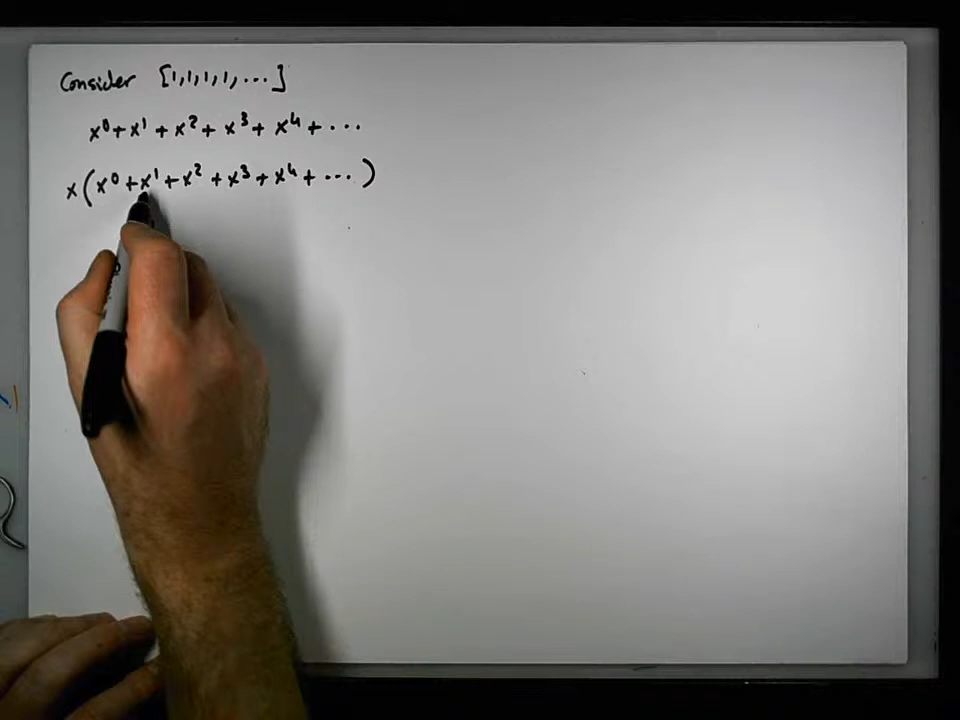 Consider [1,1,1,1,...]
x⁰+x¹+x²+x³+x⁴+...
x(x⁰+x¹+x²+x³+x⁴+...)